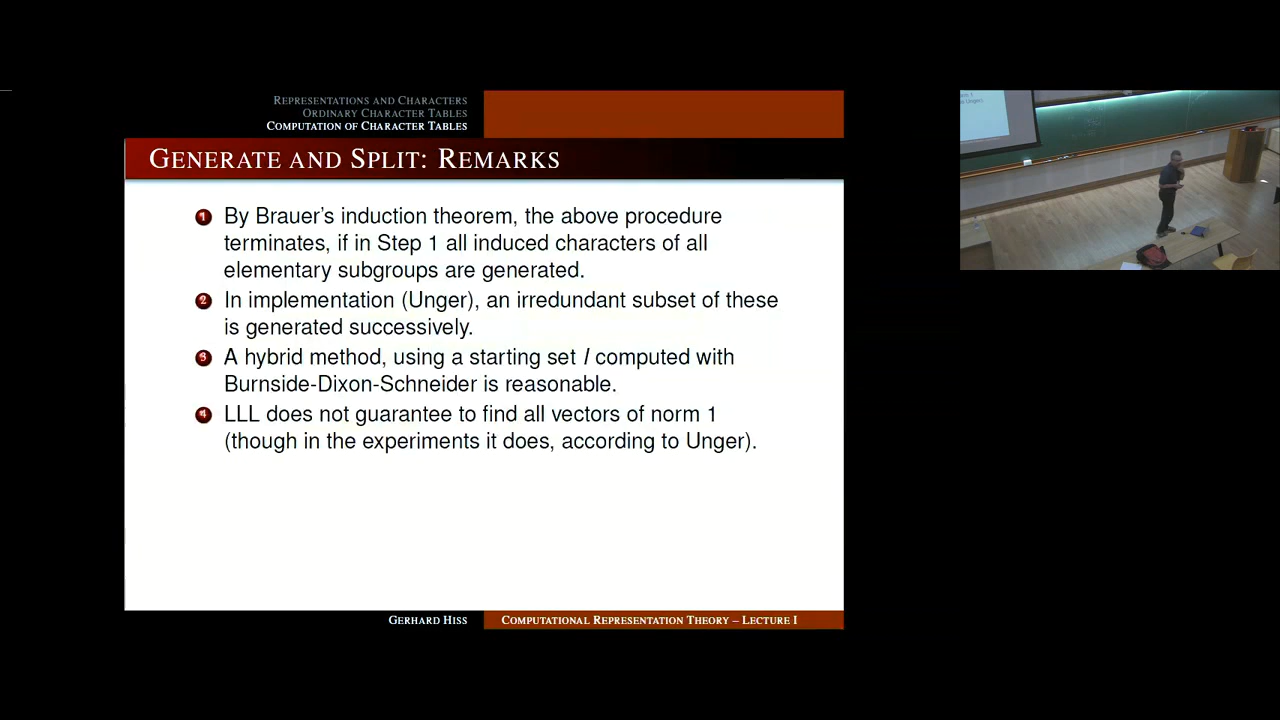 REPRESENTATIONS AND CHARACTERS
ORDINARY CHARACTER TABLES
COMPUTATION OF CHARACTER TABLES
GENERATE AND SPLIT: REMARKS
1 By Brauer's induction theorem, the above procedure
terminates, if in Step 1 all induced characters of all
elementary subgroups are generated.
2 In implementation (Unger), an irredundant subset of these
is generated successively.
3 A hybrid method, using a starting set I computed with
Burnside-Dixon-Schneider is reasonable.
4 LLL does not guarantee to find all vectors of norm 1
(though in the experiments it does, according to Unger).
GERHARD HISS
COMPUTATIONAL REPRESENTATION THEORY – LECTURE I